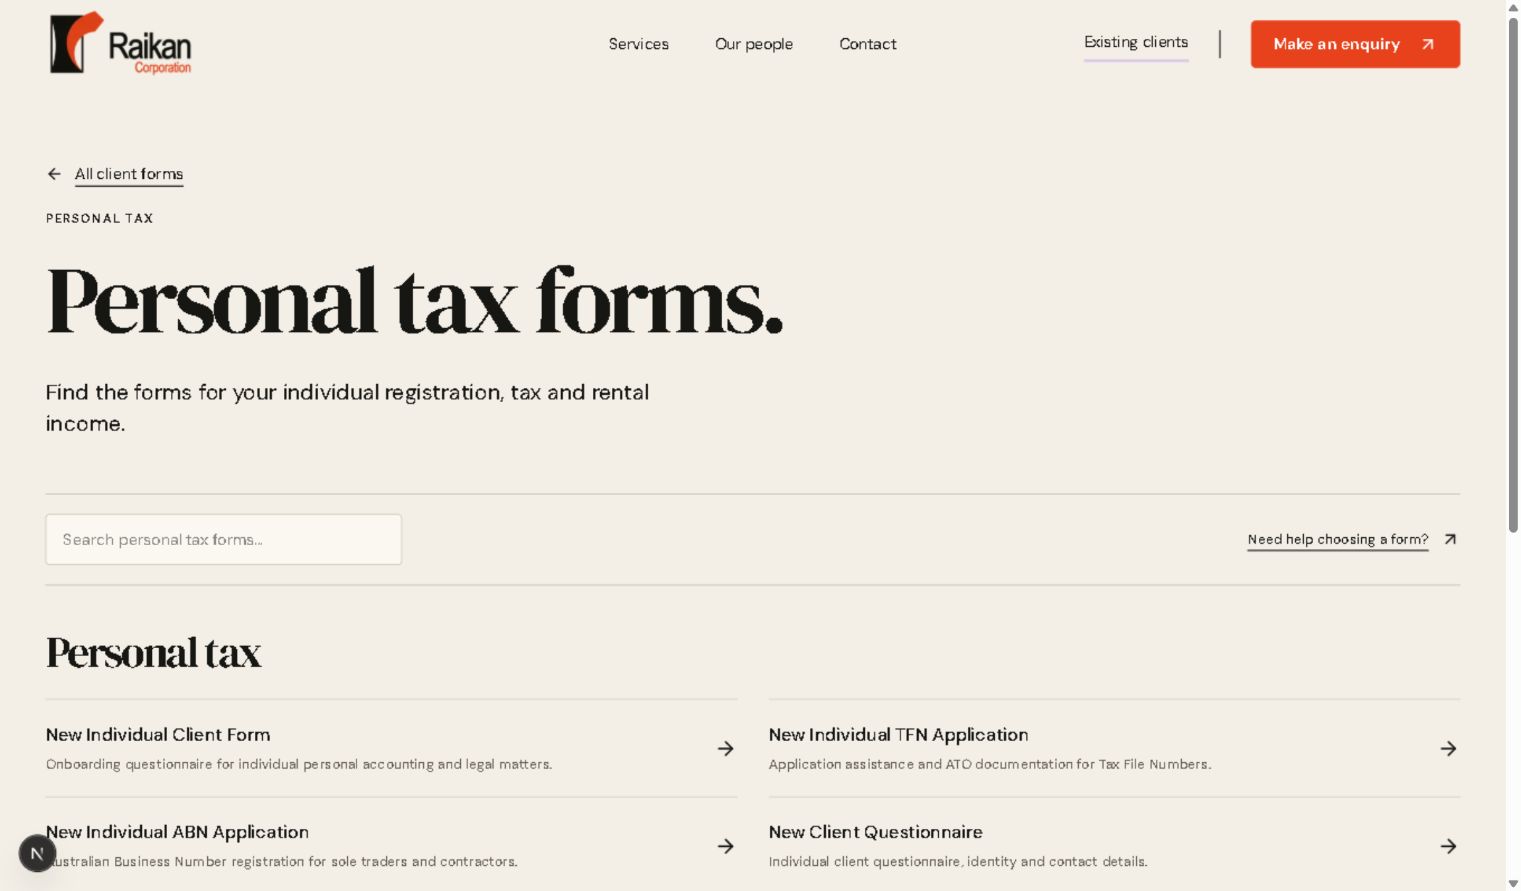 Raikan
Corporation
Services
Our people
Contact
Existing clients
Make an enquiry
All client forms
PERSONAL TAX
Personal tax forms.
Find the forms for your individual registration, tax and rental
income.
Search personal tax forms...
Need help choosing a form?
Personal tax
New Individual Client Form
Onboarding questionnaire for individual personal accounting and legal matters.
New Individual TFN Application
Application assistance and ATO documentation for Tax File Numbers.
New Individual ABN Application
Australian Business Number registration for sole traders and contractors.
New Client Questionnaire
Individual client questionnaire, identity and contact details.
N